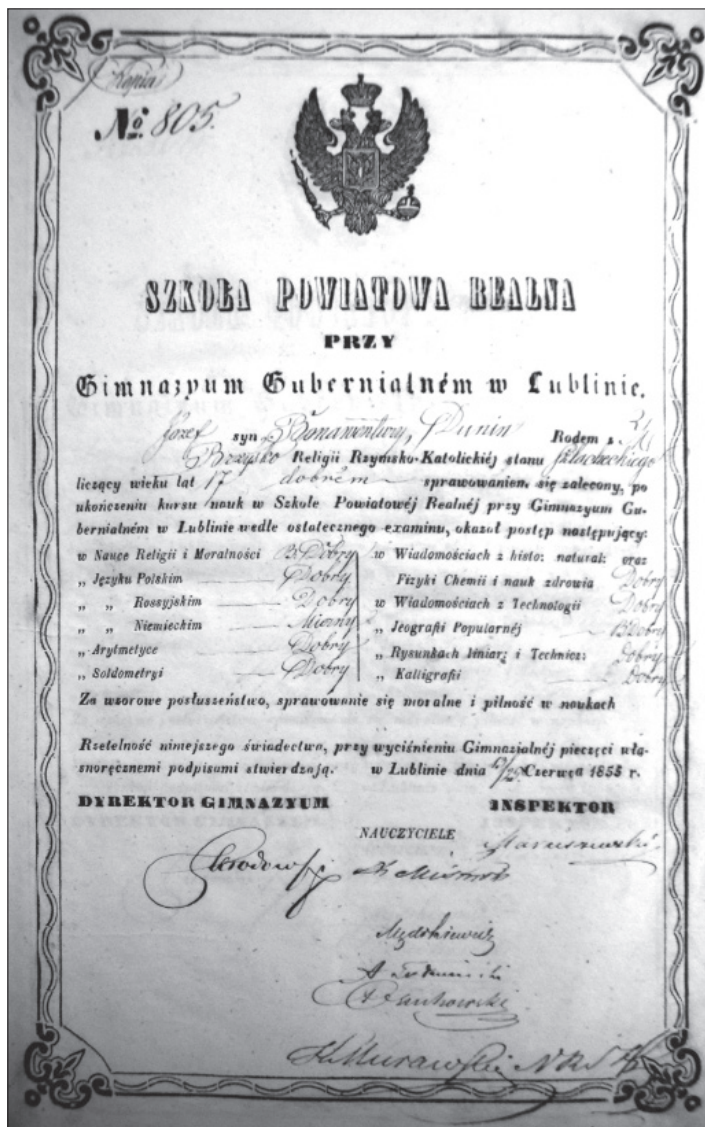 Kopia
No 805.
SZKOŁA POWIATOWA REALNA
PRZY
Gimnazyum Gubernialném w Lublinie.
Józef syn Bonawentury Dunin Rodem z
Brzysko Religii Rzymsko-Katolickiéj stanu szlacheckiego
liczący wieku lat 17 dobrém sprawowaniem się zalecony, po
ukończeniu kursu nauk w Szkole Powiatowéj Realnéj przy Gimnazyum Gu-
bernialném w Lublinie wedle ostatecznego examinu, okazał postęp następujący:
w Nauce Religii i Moralności B. Dobry
„ Języku Polskim Dobry
„ „ Rossyjskim Dobry
„ „ Niemieckim Mierny
„ Arytmetyce Dobry
„ Soldometryi Dobry
w Wiadomościach z histo: natural: oraz
Fizyki Chemii i nauk zdrowia Dobry
w Wiadomościach z Technologii Dobry
„ Jeografii Popularnéj B Dobry
„ Rysunkach liniar: i Technicz: dobry
„ Kalligrafii Dobry
Za wzorowe posłuszeństwo, sprawowanie się moralne i pilność w naukach
Rzetelność niniejszego świadectwa, przy wyciśnieniu Gimnazialnéj pieczęci wła-
snoręcznemi podpisami stwierdzają. w Lublinie dnia Czerwca 1855 r.
DYREKTOR GIMNAZYUM
INSPEKTOR
NAUCZYCIELE